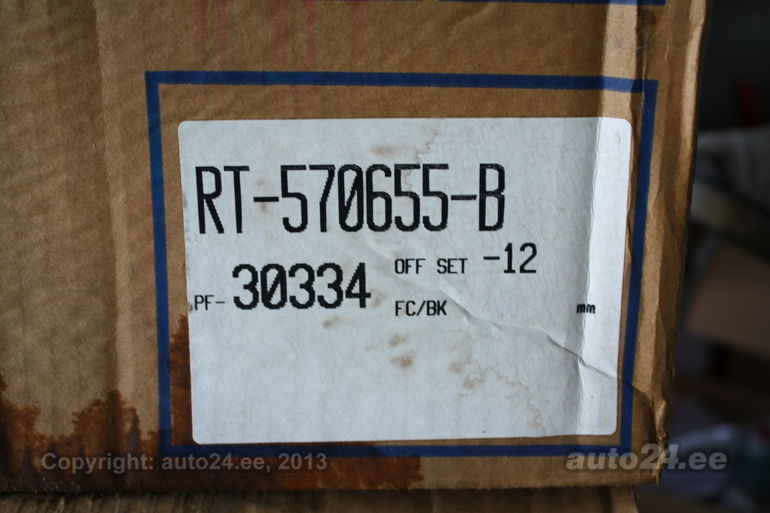 RT-570655-B
OFF SET -12
PF-30334
FC/BK mm
Copyright: auto24.ee, 2013
auto24.ee